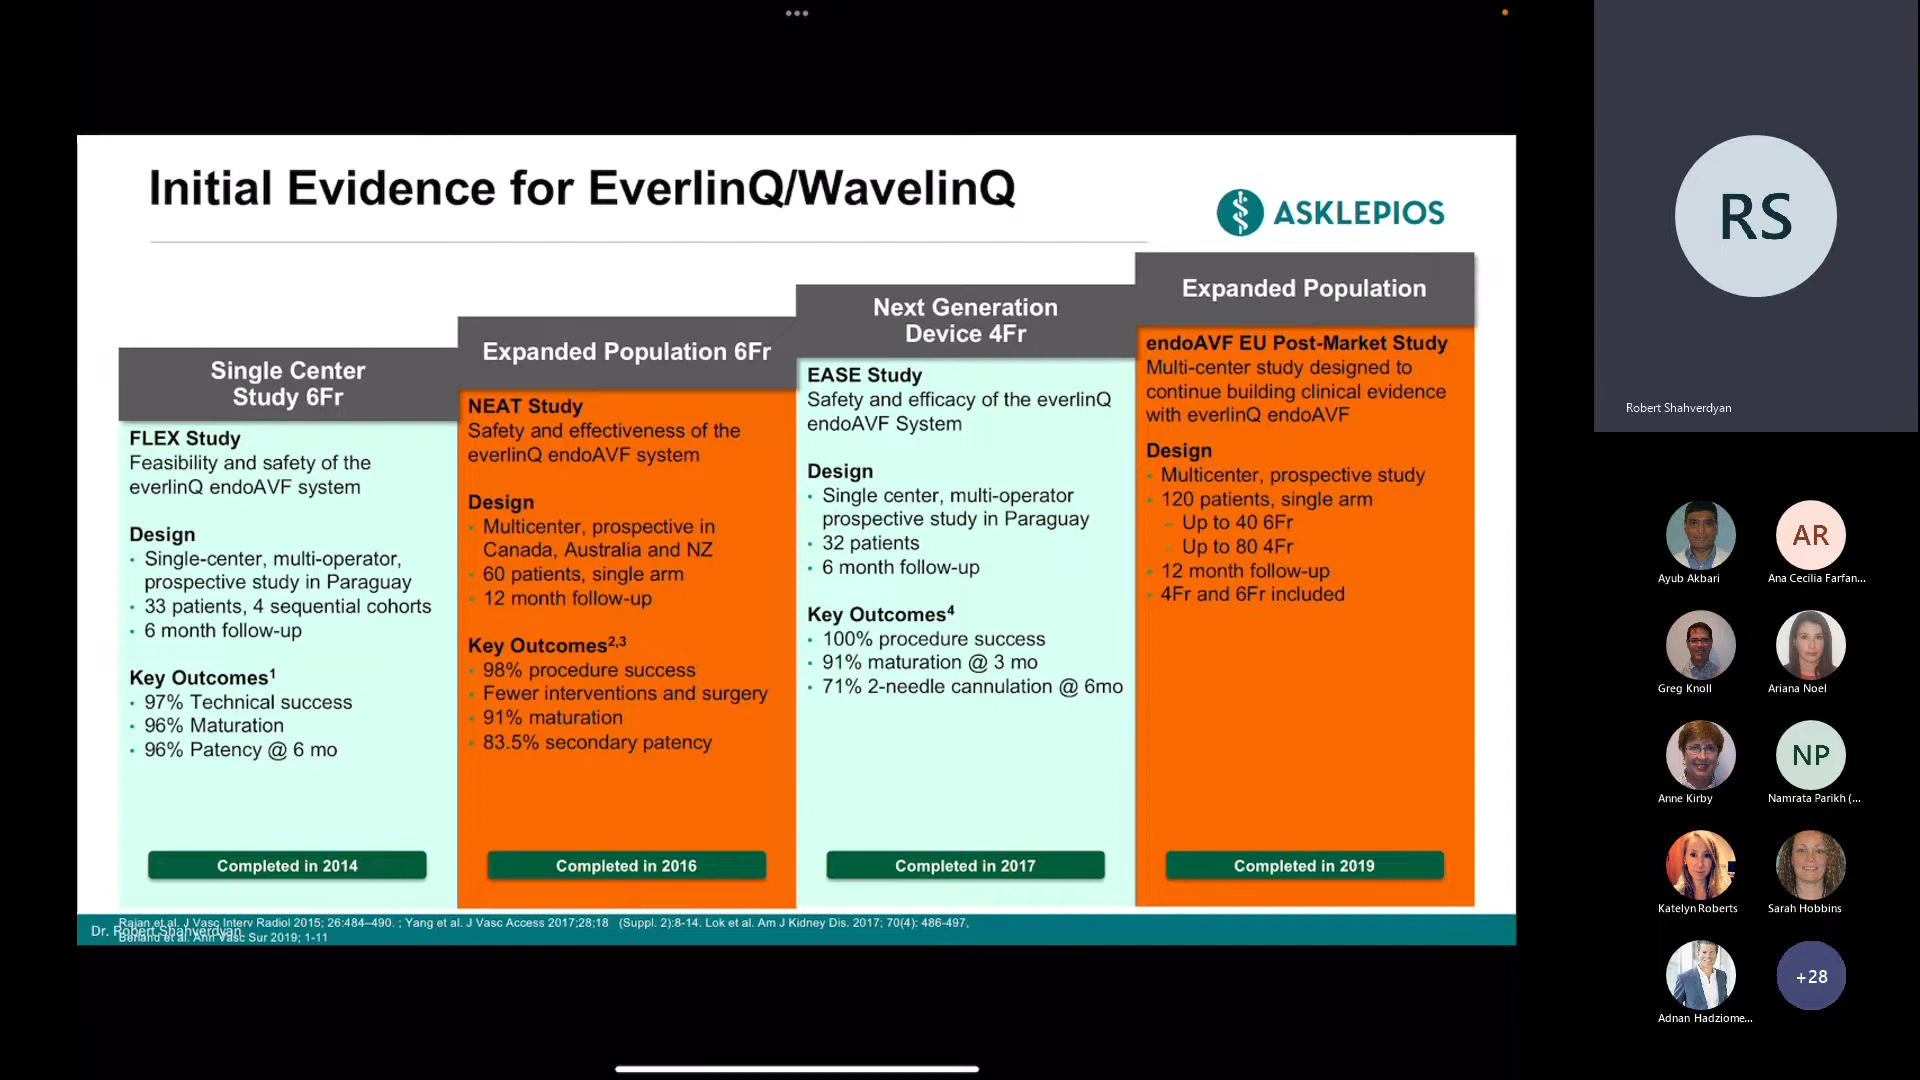 Initial Evidence for EverlinQ/WavelinQ
ASKLEPIOS
Single Center
Study 6Fr
FLEX Study
Feasibility and safety of the
everlinQ endoAVF system
Design
Single-center, multi-operator,
prospective study in Paraguay
33 patients, 4 sequential cohorts
6 month follow-up
Key Outcomes1
97% Technical success
96% Maturation
96% Patency @ 6 mo
Completed in 2014
Expanded Population 6Fr
NEAT Study
Safety and effectiveness of the
everlinQ endoAVF system
Design
Multicenter, prospective in
Canada, Australia and NZ
60 patients, single arm
12 month follow-up
Key Outcomes2,3
98% procedure success
Fewer interventions and surgery
91% maturation
83.5% secondary patency
Completed in 2016
Next Generation
Device 4Fr
EASE Study
Safety and efficacy of the everlinQ
endoAVF System
Design
Single center, multi-operator
prospective study in Paraguay
32 patients
6 month follow-up
Key Outcomes4
100% procedure success
91% maturation @ 3 mo
71% 2-needle cannulation @ 6mo
Completed in 2017
Expanded Population
endoAVF EU Post-Market Study
Multi-center study designed to
continue building clinical evidence
with everlinQ endoAVF
Design
Multicenter, prospective study
120 patients, single arm
– Up to 40 6Fr
– Up to 80 4Fr
12 month follow-up
4Fr and 6Fr included
Completed in 2019
Rajan et al. J Vasc Interv Radiol 2015; 26:484–490. ; Yang et al. J Vasc Access 2017;28;18 (Suppl. 2):8-14. Lok et al. Am J Kidney Dis. 2017; 70(4): 486-497,
Berland et al. Ann Vasc Sur 2019; 1-11
Dr. Robert Shahverdyan
RS
Robert Shahverdyan
Ayub Akbari
AR
Ana Cecilia Farfan...
Greg Knoll
Ariana Noel
Anne Kirby
NP
Namrata Parikh (...
Katelyn Roberts
Sarah Hobbins
Adnan Hadziome...
+28